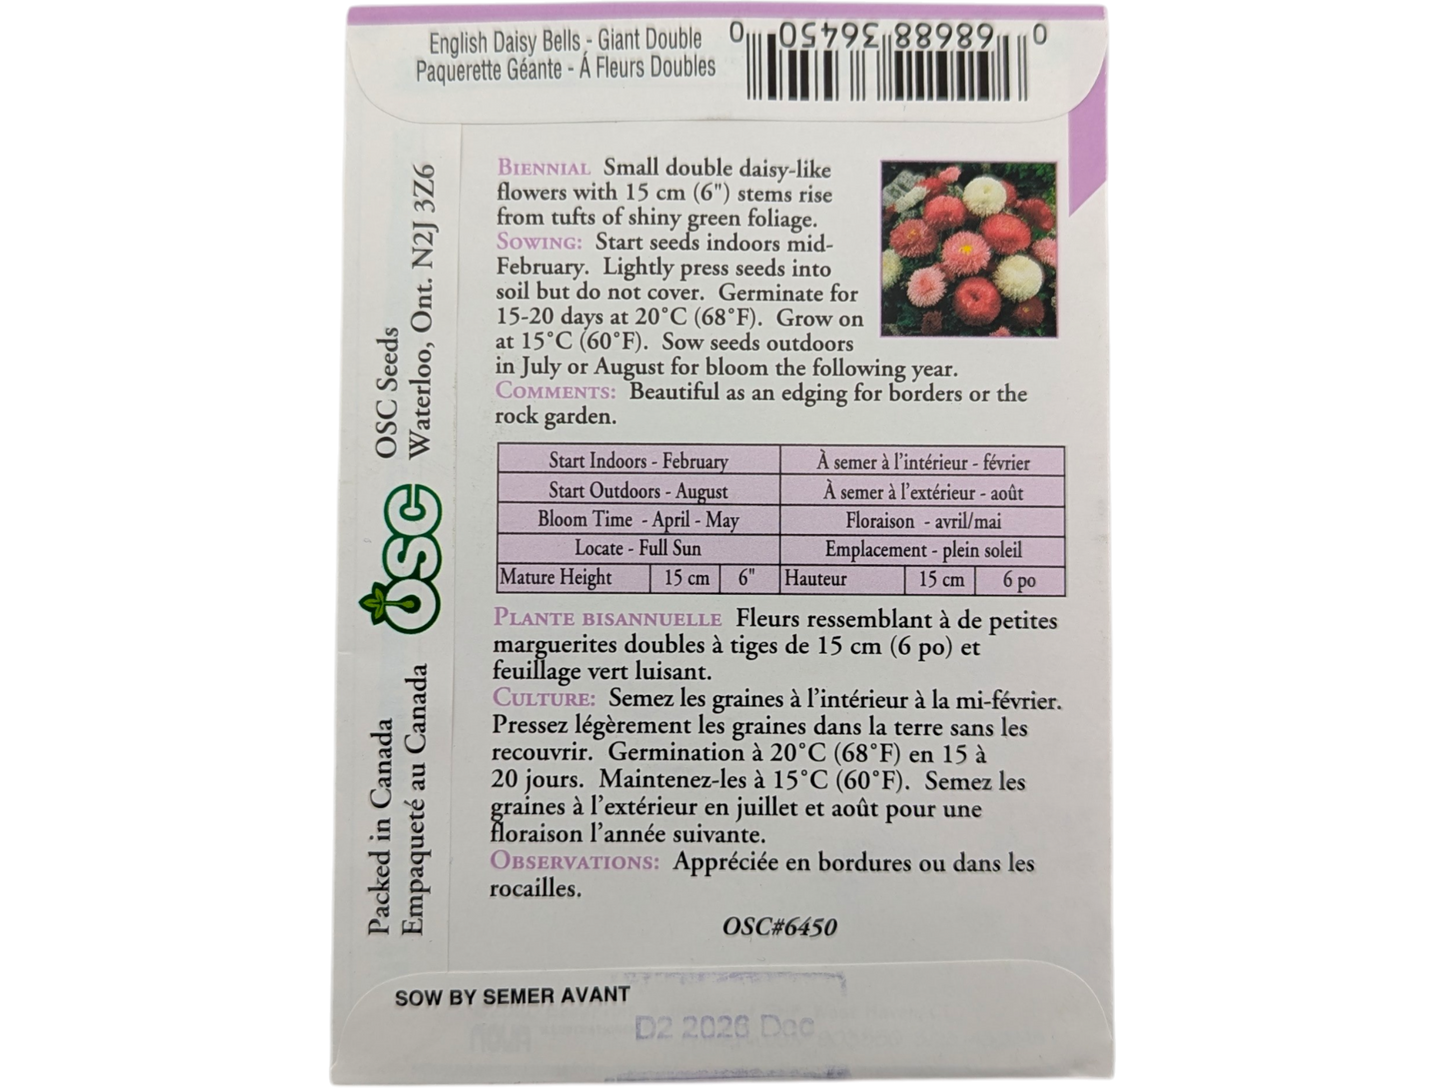 English Daisy Bells - Giant Double
Paquerette Géante - Á Fleurs Doubles
0 68688 36450 0
BIENNIAL Small double daisy-like
flowers with 15 cm (6") stems rise
from tufts of shiny green foliage.
SOWING: Start seeds indoors mid-
February. Lightly press seeds into
soil but do not cover. Germinate for
15-20 days at 20°C (68°F). Grow on
at 15°C (60°F). Sow seeds outdoors
in July or August for bloom the following year.
COMMENTS: Beautiful as an edging for borders or the
rock garden.
Start Indoors - February À semer à l'intérieur - février
Start Outdoors - August À semer à l'extérieur - août
Bloom Time - April - May Floraison - avril/mai
Locate - Full Sun Emplacement - plein soleil
Mature Height 15 cm 6" Hauteur 15 cm 6 po
PLANTE BISANNUELLE Fleurs ressemblant à de petites
marguerites doubles à tiges de 15 cm (6 po) et
feuillage vert luisant.
CULTURE: Semez les graines à l'intérieur à la mi-février.
Pressez légèrement les graines dans la terre sans les
recouvrir. Germination à 20°C (68°F) en 15 à
20 jours. Maintenez-les à 15°C (60°F). Semez les
graines à l'extérieur en juillet et août pour une
floraison l'année suivante.
OBSERVATIONS: Appréciée en bordures ou dans les
rocailles.
OSC#6450
OSC Seeds
Waterloo, Ont. N2J 3Z6
OSC
Packed in Canada
Empaqueté au Canada
SOW BY SEMER AVANT
D2 2026 Dec